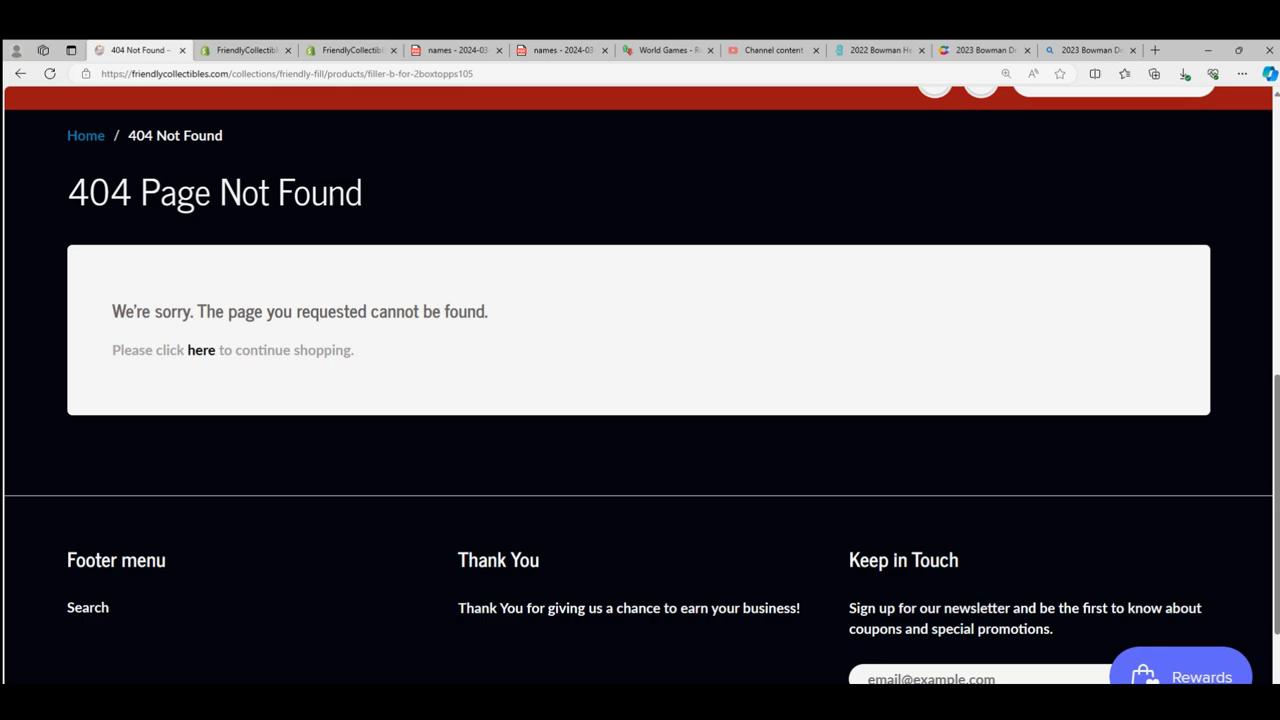 404 Not Found –
FriendlyCollectibl
FriendlyCollectibl
names - 2024-03
names - 2024-03
World Games - R
Channel content
2022 Bowman He
2023 Bowman D
2023 Bowman D
https://friendlycollectibles.com/collections/friendly-fill/products/filler-b-for-2boxtopps105
Home / 404 Not Found
404 Page Not Found
We're sorry. The page you requested cannot be found.
Please click here to continue shopping.
Footer menu
Thank You
Keep in Touch
Search
Thank You for giving us a chance to earn your business!
Sign up for our newsletter and be the first to know about
coupons and special promotions.
email@example.com
Rewards